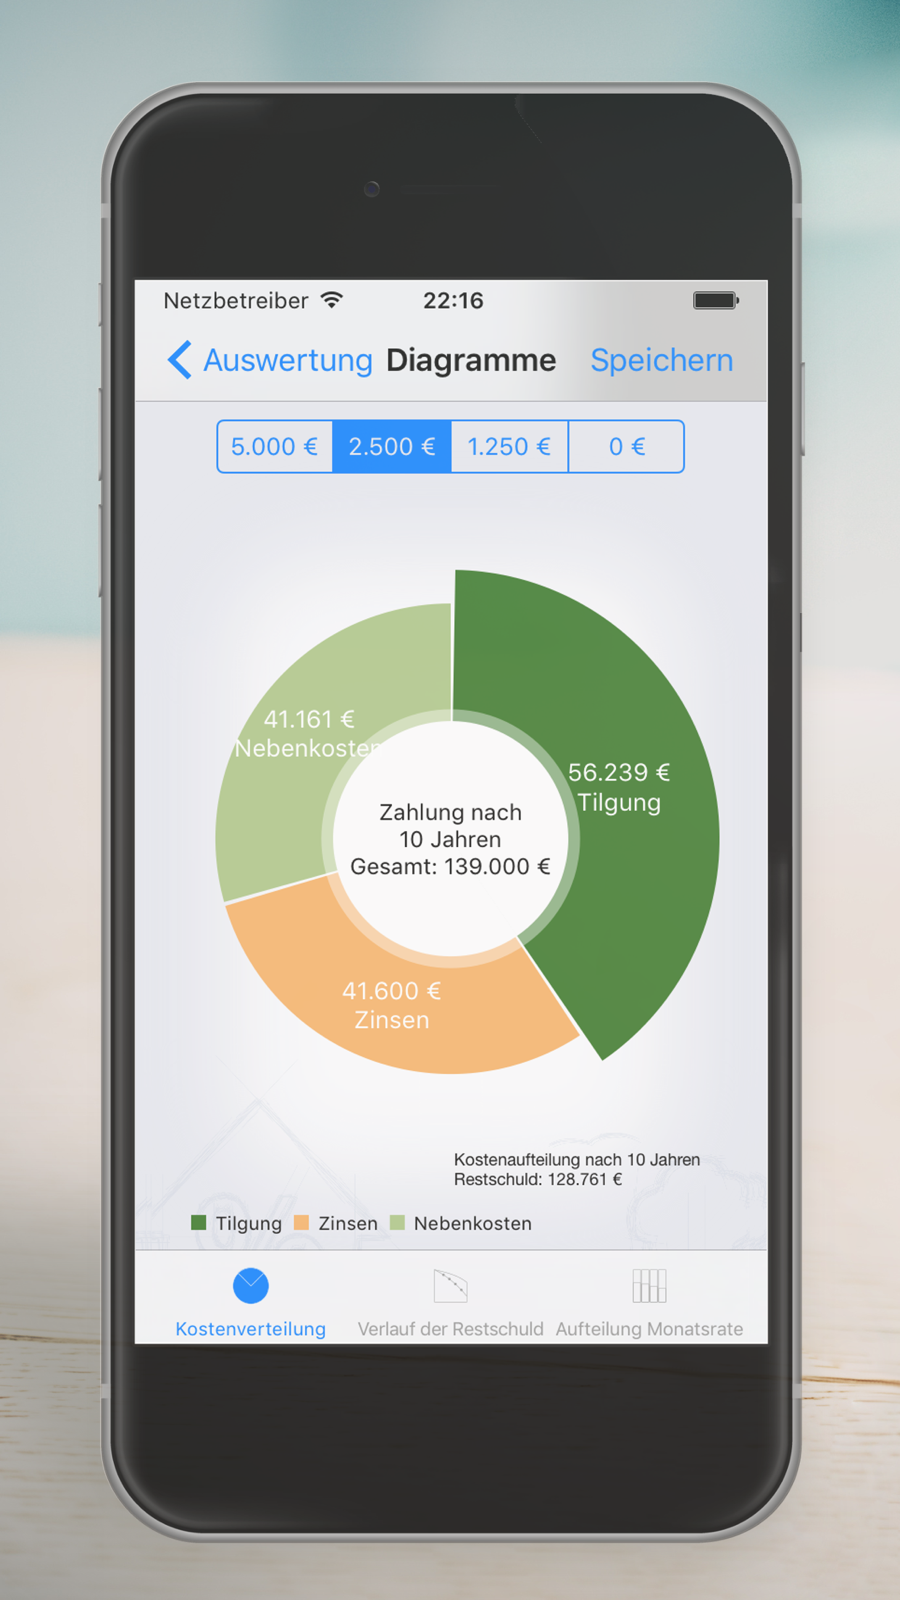 Netzbetreiber 22:16
Auswertung Diagramme Speichern
5.000 € 2.500 € 1.250 € 0 €
41.161 €
Nebenkosten
56.239 €
Tilgung
Zahlung nach
10 Jahren
Gesamt: 139.000 €
41.600 €
Zinsen
Kostenaufteilung nach 10 Jahren
Restschuld: 128.761 €
Tilgung Zinsen Nebenkosten
Kostenverteilung Verlauf der Restschuld Aufteilung Monatsrate